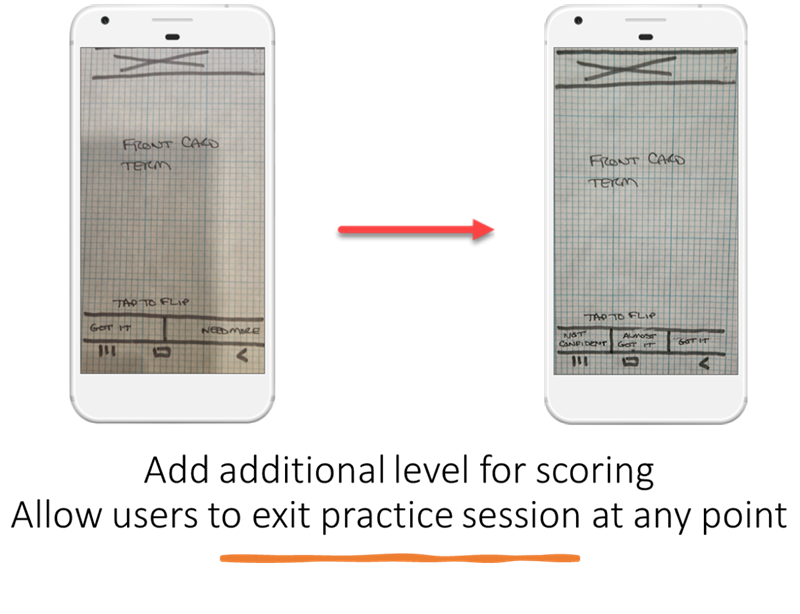 FRONT CARD
TERM
TAP TO FLIP
GOT IT
NEED MORE
FRONT CARD
TERM
TAP TO FLIP
NOT
CONFIDENT
ALMOST
GOT IT
GOT IT
Add additional level for scoring
Allow users to exit practice session at any point